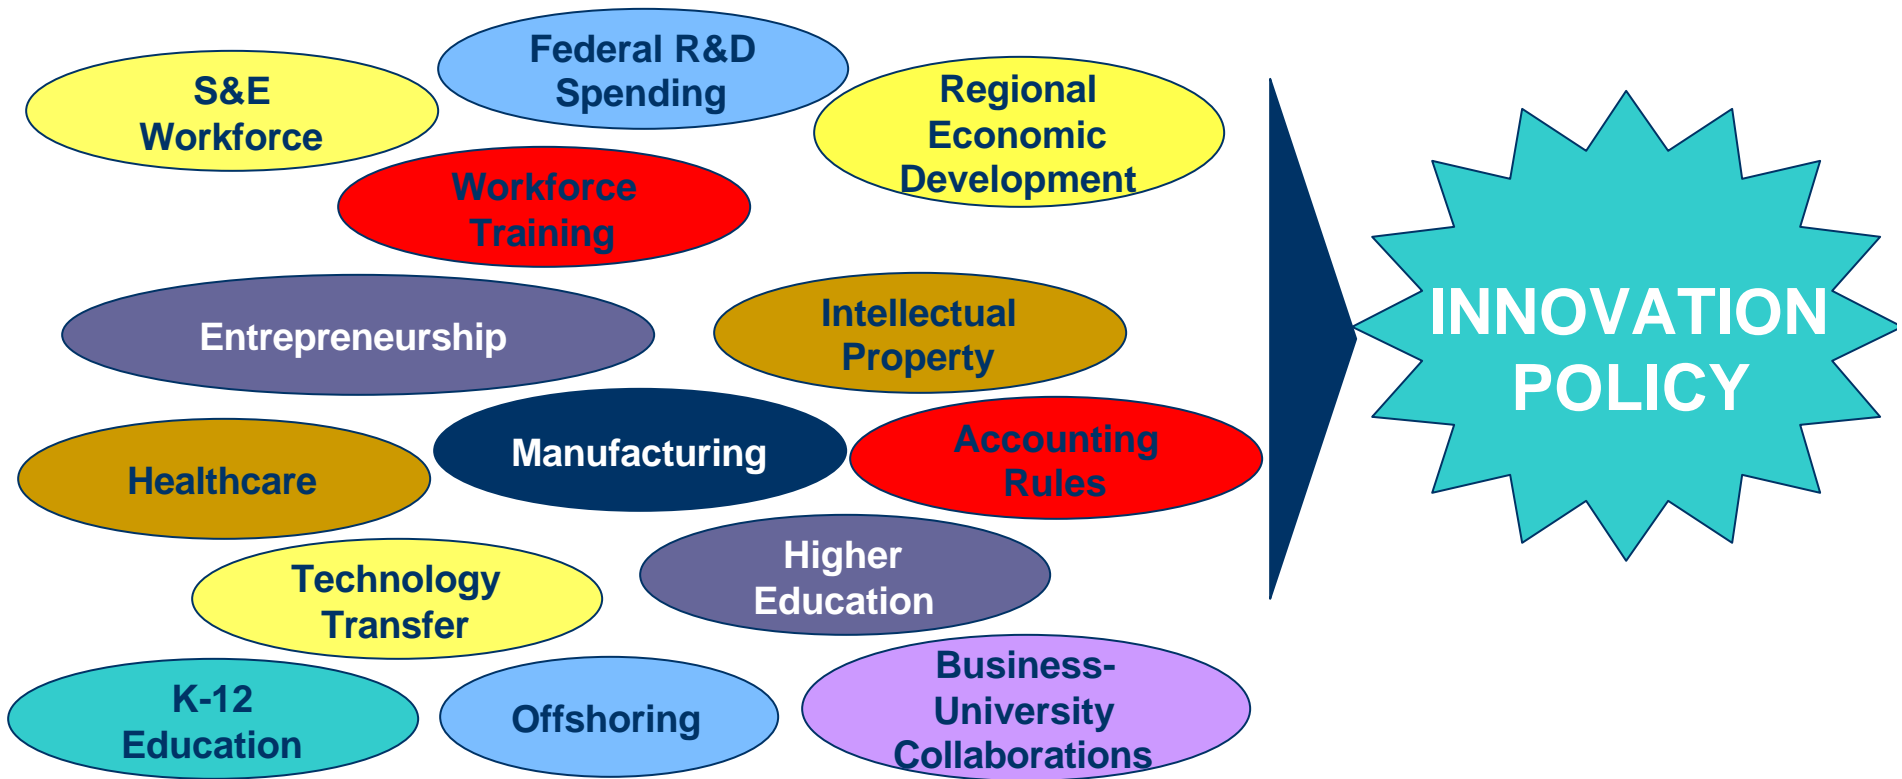 S&E
Workforce
Federal R&D
Spending
Regional
Economic
Development
Workforce
Training
Entrepreneurship
Intellectual
Property
Healthcare
Manufacturing
Accounting
Rules
Technology
Transfer
Higher
Education
K-12
Education
Offshoring
Business-
University
Collaborations
INNOVATION
POLICY